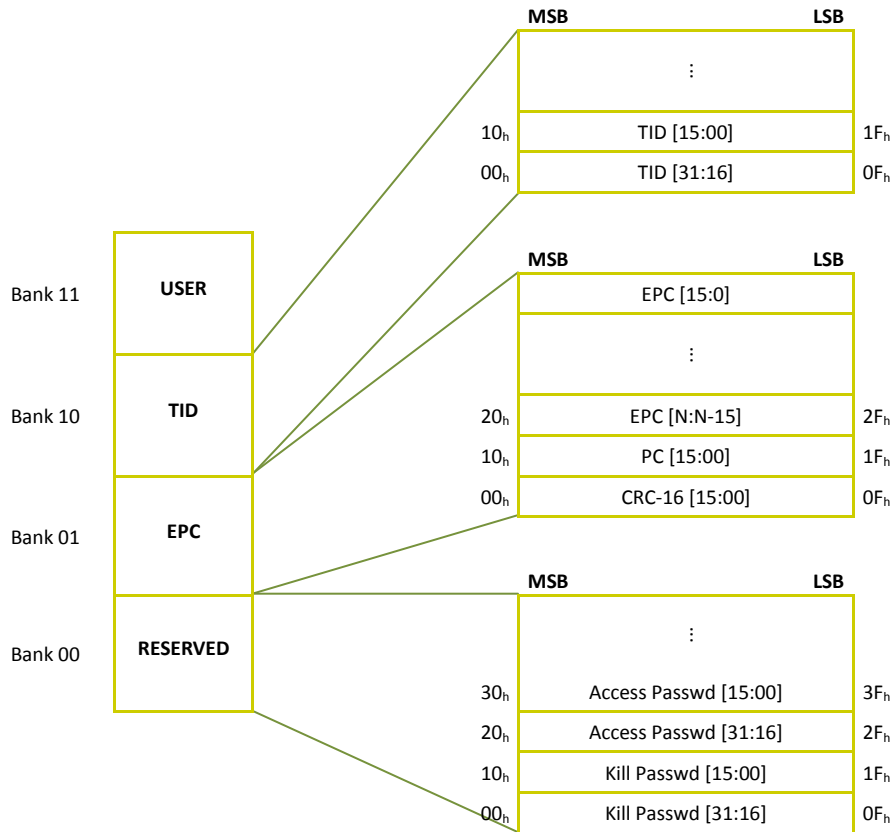 MSB LSB
⋮
10h TID [15:00] 1Fh
00h TID [31:16] 0Fh
Bank 11 USER
Bank 10 TID
Bank 01 EPC
Bank 00 RESERVED
MSB LSB
EPC [15:0]
⋮
20h EPC [N:N-15] 2Fh
10h PC [15:00] 1Fh
00h CRC-16 [15:00] 0Fh
MSB LSB
⋮
30h Access Passwd [15:00] 3Fh
20h Access Passwd [31:16] 2Fh
10h Kill Passwd [15:00] 1Fh
00h Kill Passwd [31:16] 0Fh